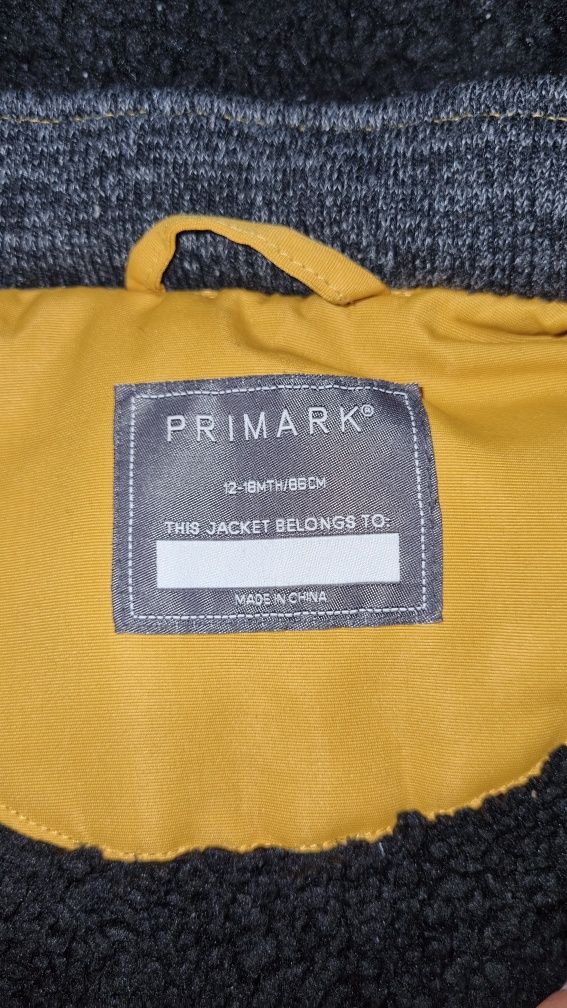 PRIMARK®
12-18MTH/86CM
THIS JACKET BELONGS TO:
MADE IN CHINA